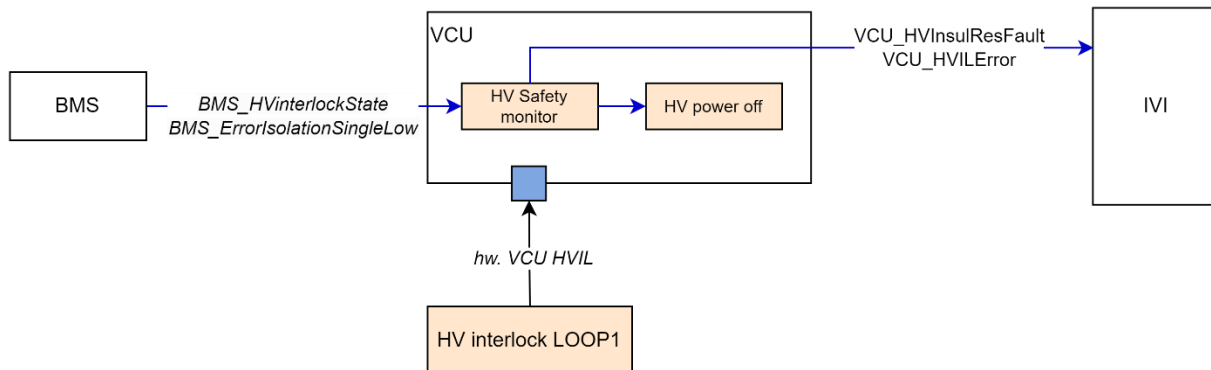 VCU
VCU_HVInsulResFault
VCU_HVILError
BMS
BMS_HVinterlockState
BMS_ErrorIsolationSingleLow
HV Safety
monitor
HV power off
IVI
hw. VCU HVIL
HV interlock LOOP1